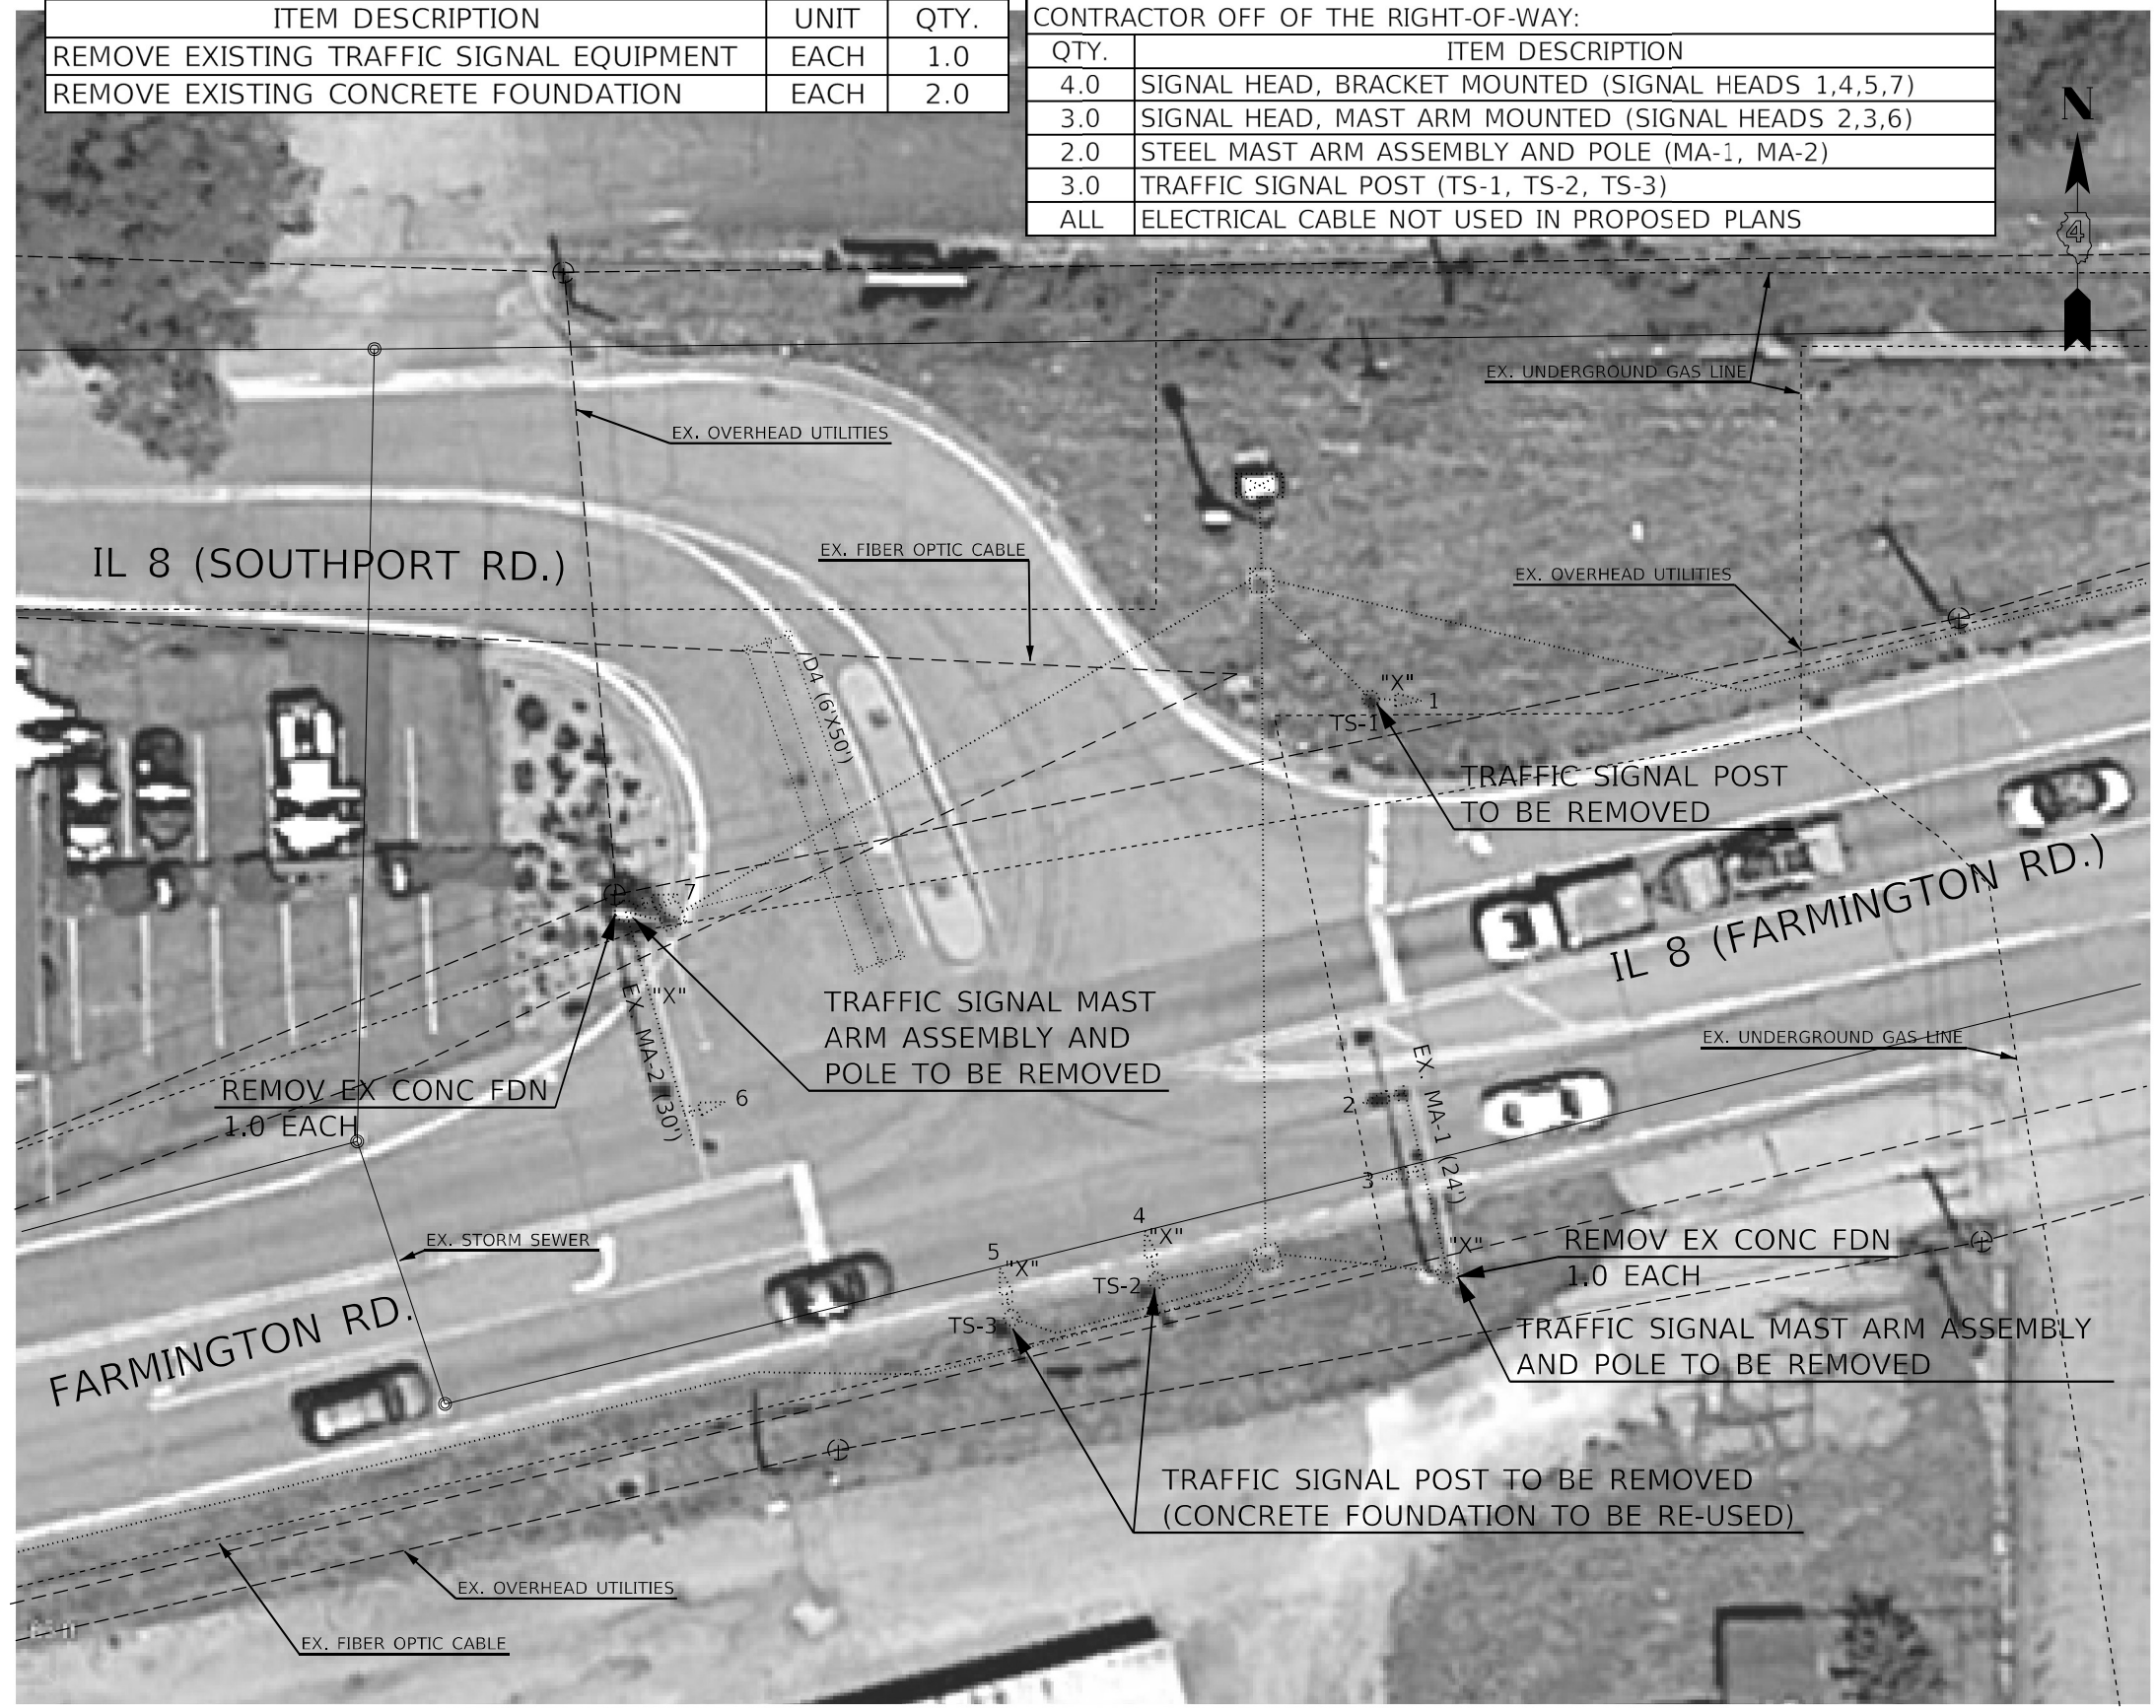 ITEM DESCRIPTION UNIT QTY.
REMOVE EXISTING TRAFFIC SIGNAL EQUIPMENT EACH 1.0
REMOVE EXISTING CONCRETE FOUNDATION EACH 2.0
CONTRACTOR OFF OF THE RIGHT-OF-WAY:
QTY. ITEM DESCRIPTION
4.0 SIGNAL HEAD, BRACKET MOUNTED (SIGNAL HEADS 1,4,5,7)
3.0 SIGNAL HEAD, MAST ARM MOUNTED (SIGNAL HEADS 2,3,6)
2.0 STEEL MAST ARM ASSEMBLY AND POLE (MA-1, MA-2)
3.0 TRAFFIC SIGNAL POST (TS-1, TS-2, TS-3)
ALL ELECTRICAL CABLE NOT USED IN PROPOSED PLANS
N
4
EX. UNDERGROUND GAS LINE
EX. OVERHEAD UTILITIES
EX. FIBER OPTIC CABLE
IL 8 (SOUTHPORT RD.)
EX. OVERHEAD UTILITIES
D4 (6'X50')
"X"
1
TS-1
TRAFFIC SIGNAL POST
TO BE REMOVED
IL 8 (FARMINGTON RD.)
7
"X"
EX. MA-2 (30')
6
TRAFFIC SIGNAL MAST
ARM ASSEMBLY AND
POLE TO BE REMOVED
EX. UNDERGROUND GAS LINE
REMOV EX CONC FDN
1.0 EACH
EX. MA-1 (24')
2
3
4
"X"
5
"X"
"X"
TS-2
TS-3
EX. STORM SEWER
REMOV EX CONC FDN
1.0 EACH
FARMINGTON RD.
TRAFFIC SIGNAL MAST ARM ASSEMBLY
AND POLE TO BE REMOVED
TRAFFIC SIGNAL POST TO BE REMOVED
(CONCRETE FOUNDATION TO BE RE-USED)
EX. OVERHEAD UTILITIES
EX. FIBER OPTIC CABLE